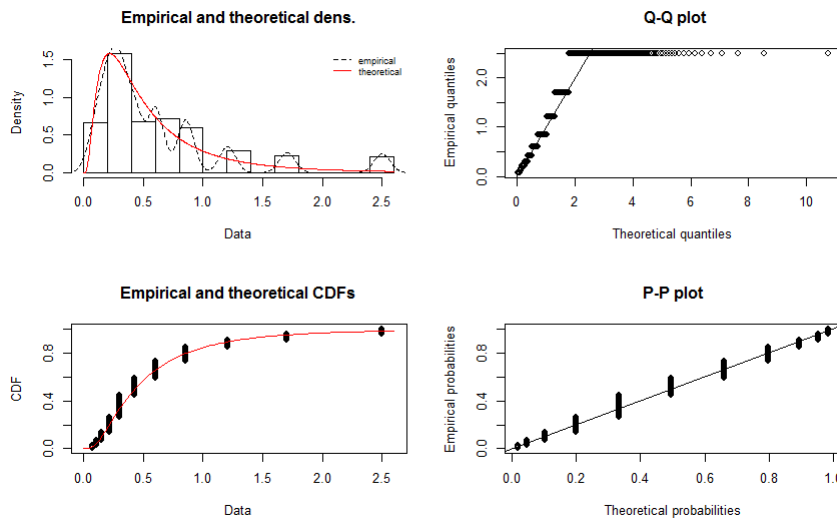 Empirical and theoretical dens.
Density
0.0 0.5 1.0 1.5
empirical
theoretical
0.0 0.5 1.0 1.5 2.0 2.5
Data
Q-Q plot
Empirical quantiles
0.0 1.0 2.0
0 2 4 6 8 10
Theoretical quantiles
Empirical and theoretical CDFs
CDF
0.0 0.4 0.8
0.0 0.5 1.0 1.5 2.0 2.5
Data
P-P plot
Empirical probabilities
0.0 0.4 0.8
0.0 0.2 0.4 0.6 0.8 1.0
Theoretical probabilities